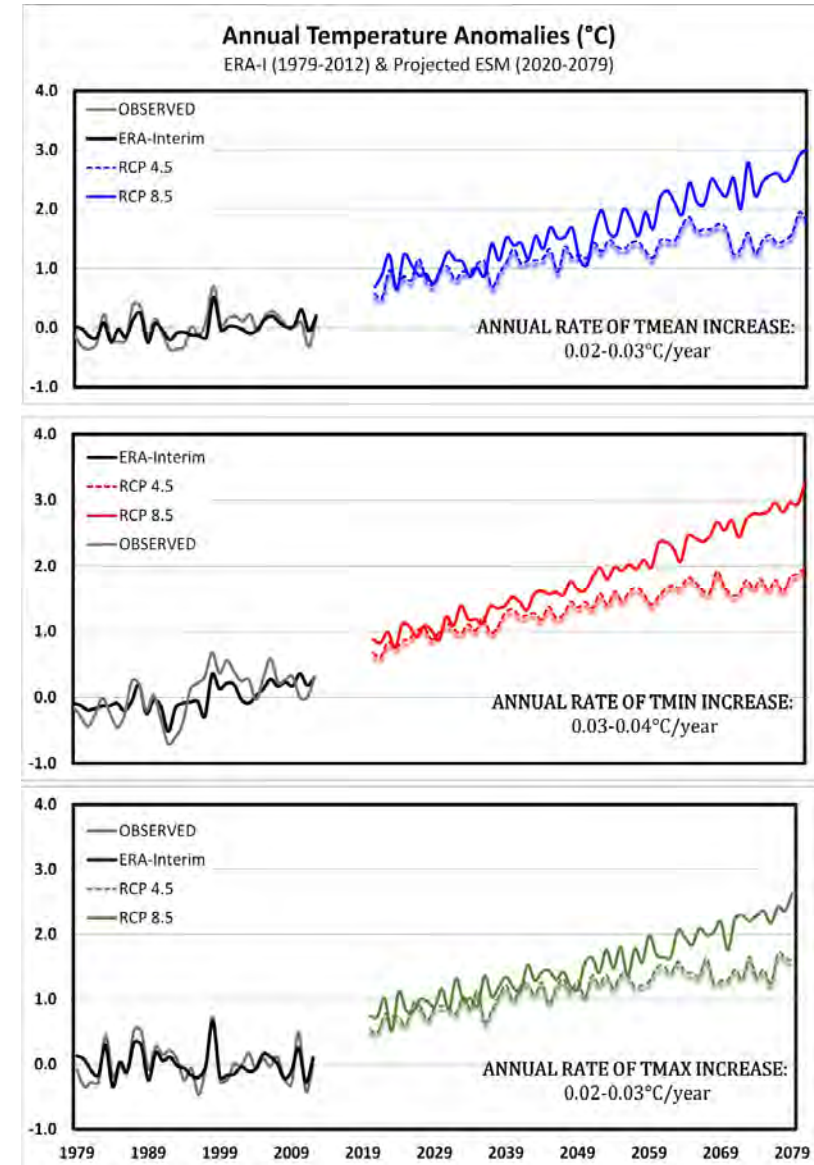 Annual Temperature Anomalies (°C)
ERA-I (1979-2012) & Projected ESM (2020-2079)
4.0
OBSERVED
ERA-Interim
3.0
RCP 4.5
RCP 8.5
2.0
1.0
0.0
ANNUAL RATE OF TMEAN INCREASE:
0.02-0.03°C/year
-1.0
4.0
ERA-Interim
RCP 4.5
3.0
RCP 8.5
OBSERVED
2.0
1.0
0.0
ANNUAL RATE OF TMIN INCREASE:
0.03-0.04°C/year
-1.0
4.0
OBSERVED
ERA-Interim
3.0
RCP 4.5
RCP 8.5
2.0
1.0
0.0
ANNUAL RATE OF TMAX INCREASE:
0.02-0.03°C/year
-1.0
1979 1989 1999 2009 2019 2029 2039 2049 2059 2069 2079